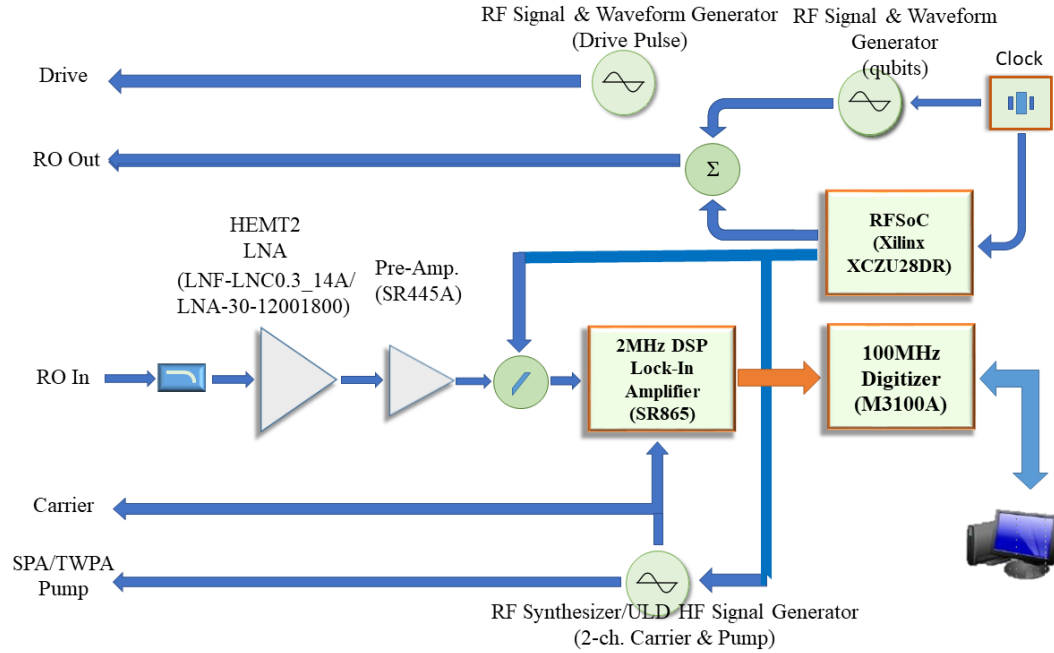 RF Signal & Waveform Generator
(Drive Pulse)
RF Signal & Waveform
Generator
(qubits)
Clock
Drive
RO Out
Σ
RFSoC
(Xilinx
XCZU28DR)
HEMT2
LNA
(LNF-LNC0.3_14A/
LNA-30-12001800)
Pre-Amp.
(SR445A)
RO In
2MHz DSP
Lock-In
Amplifier
(SR865)
100MHz
Digitizer
(M3100A)
Carrier
SPA/TWPA
Pump
RF Synthesizer/ULD HF Signal Generator
(2-ch. Carrier & Pump)